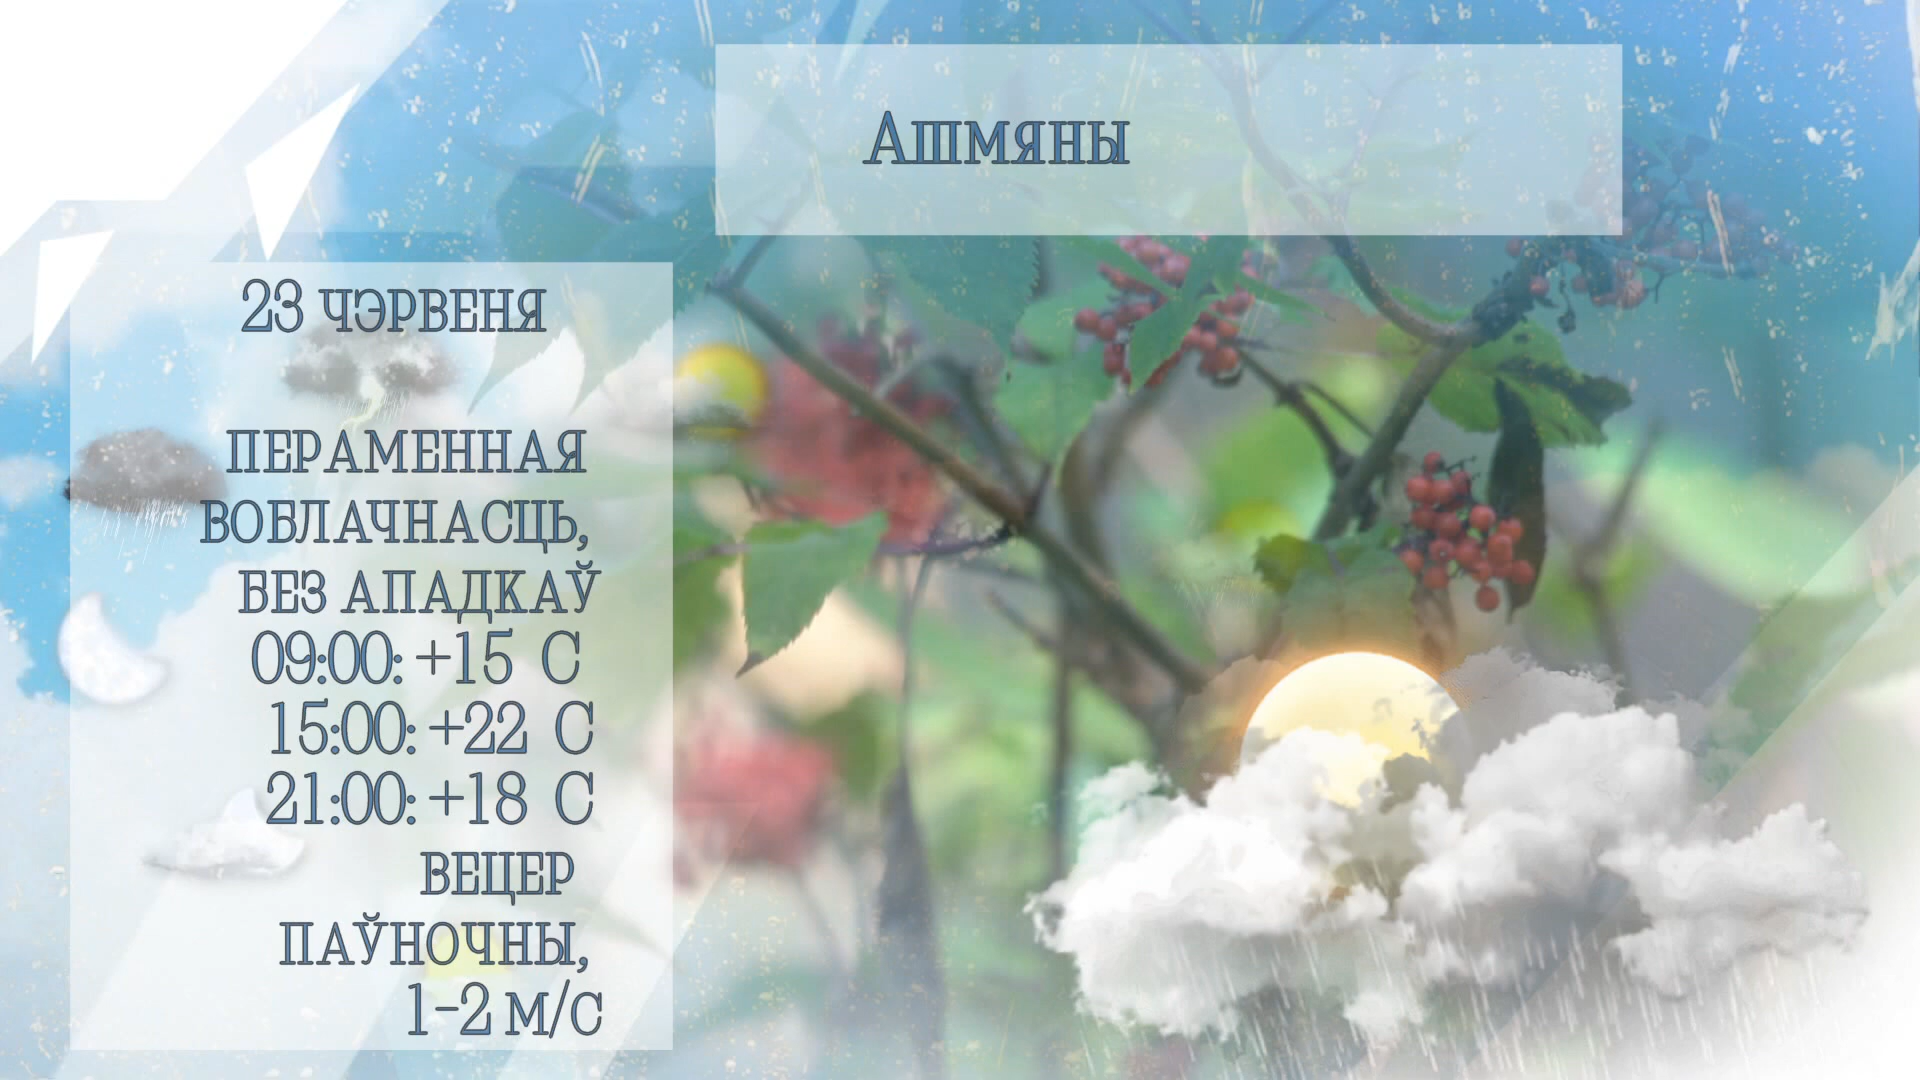 Ашмяны
23 чэрвеня
пераменная
воблачнасць,
без ападкаў
09:00: +15 С
15:00: +22 С
21:00: +18 С
вецер
паўночны,
1-2 м/с